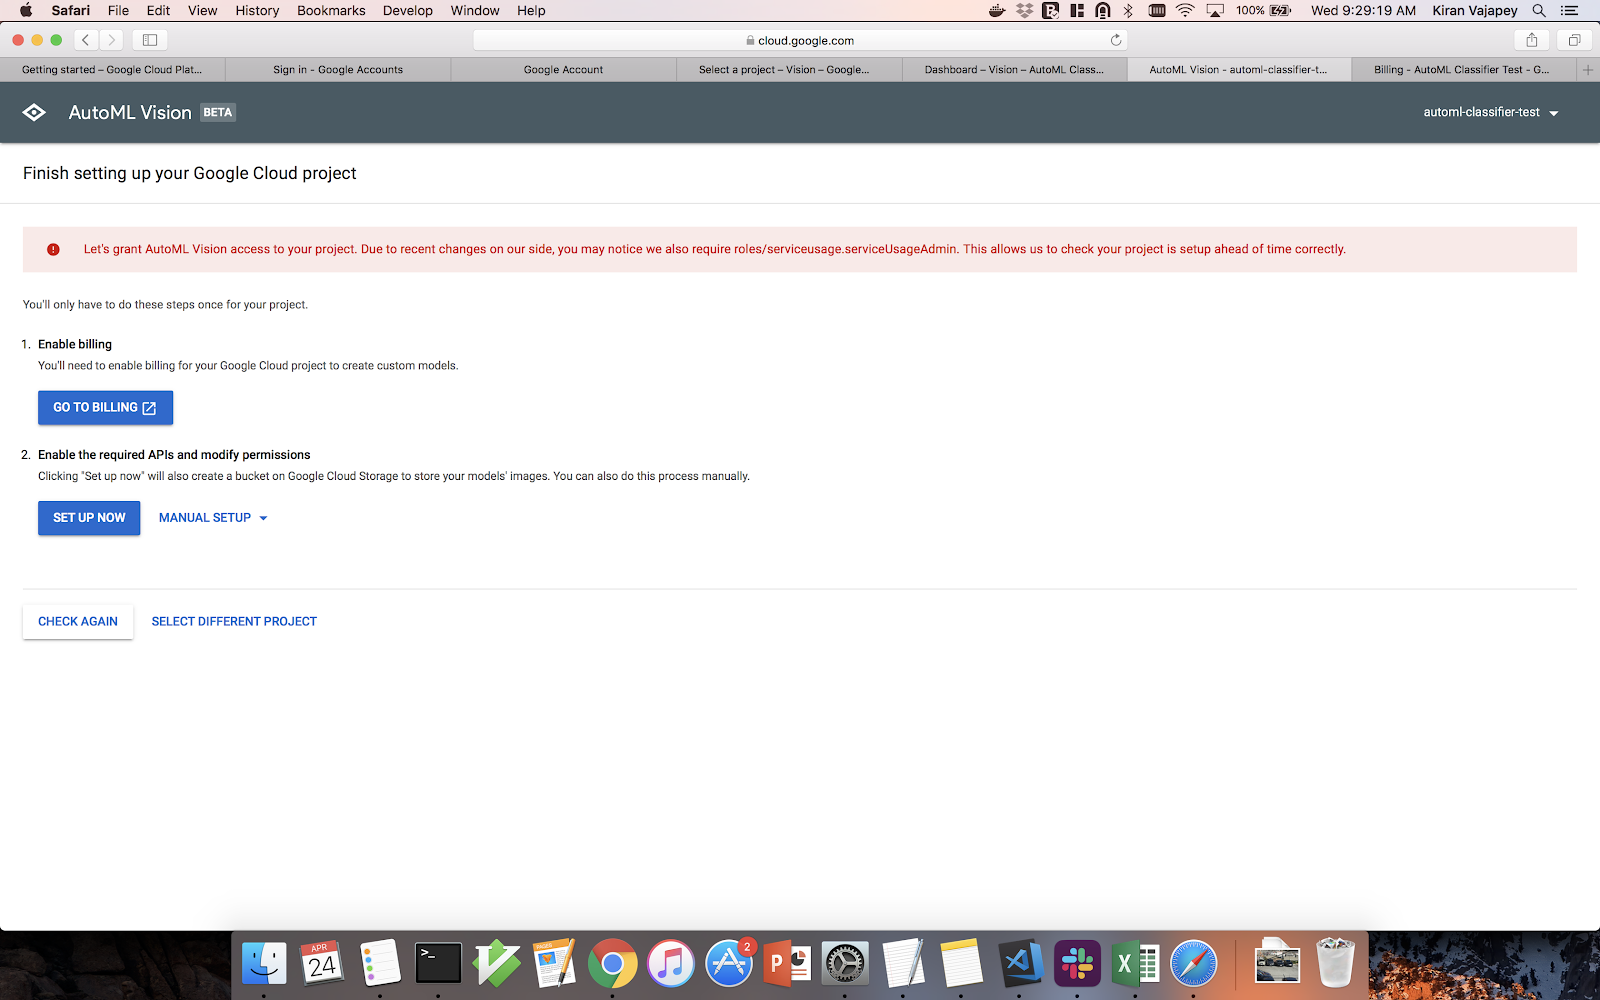 Safari File Edit View History Bookmarks Develop Window Help 100% Wed 9:29:19 AM Kiran Vajapey
cloud.google.com
Getting started – Google Cloud Plat... Sign in - Google Accounts Google Account Select a project – Vision – Google... Dashboard – Vision – AutoML Class... AutoML Vision - automl-classifier-t... Billing - AutoML Classifier Test - G...
AutoML Vision BETA automl-classifier-test
Finish setting up your Google Cloud project
Let's grant AutoML Vision access to your project. Due to recent changes on our side, you may notice we also require roles/serviceusage.serviceUsageAdmin. This allows us to check your project is setup ahead of time correctly.
You'll only have to do these steps once for your project.
1. Enable billing
You'll need to enable billing for your Google Cloud project to create custom models.
GO TO BILLING
2. Enable the required APIs and modify permissions
Clicking "Set up now" will also create a bucket on Google Cloud Storage to store your models' images. You can also do this process manually.
SET UP NOW MANUAL SETUP
CHECK AGAIN SELECT DIFFERENT PROJECT
APR
24
PAGES
2
P
X